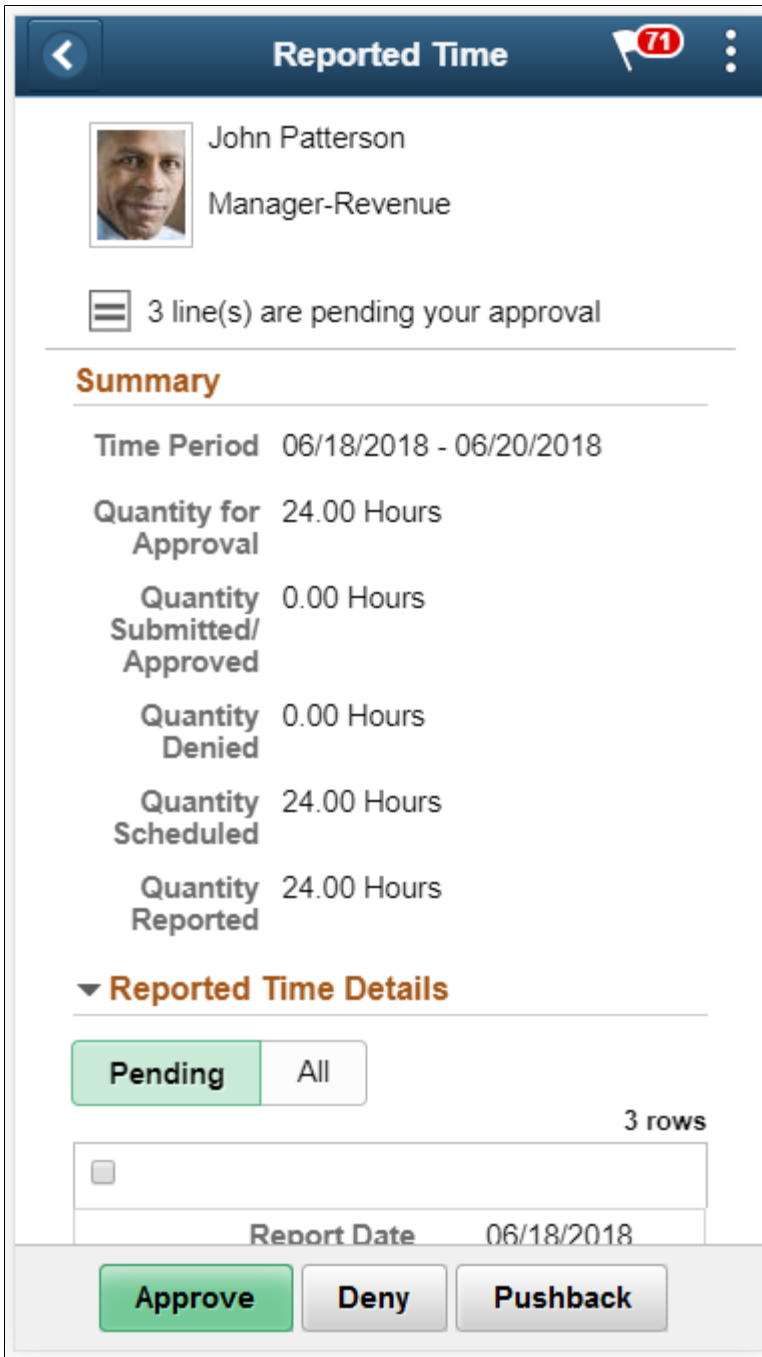 Reported Time
71
John Patterson
Manager-Revenue
3 line(s) are pending your approval
Summary
Time Period 06/18/2018 - 06/20/2018
Quantity for 24.00 Hours
Approval
Quantity 0.00 Hours
Submitted/
Approved
Quantity 0.00 Hours
Denied
Quantity 24.00 Hours
Scheduled
Quantity 24.00 Hours
Reported
Reported Time Details
Pending All
3 rows
Report Date 06/18/2018
Approve Deny Pushback